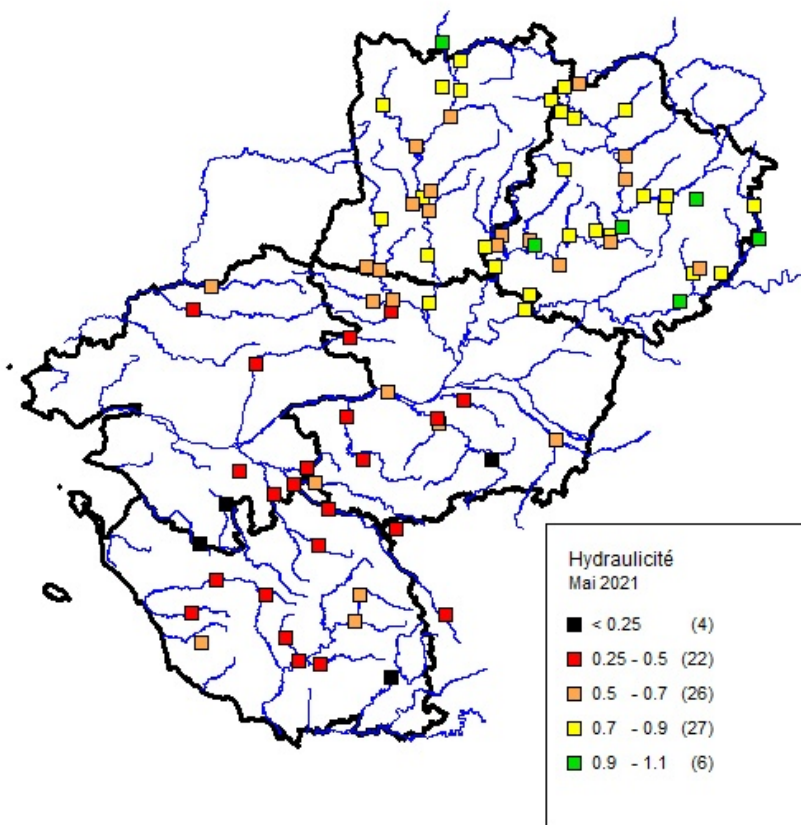 Hydraulicité
Mai 2021
< 0.25 (4)
0.25 - 0.5 (22)
0.5 - 0.7 (26)
0.7 - 0.9 (27)
0.9 - 1.1 (6)